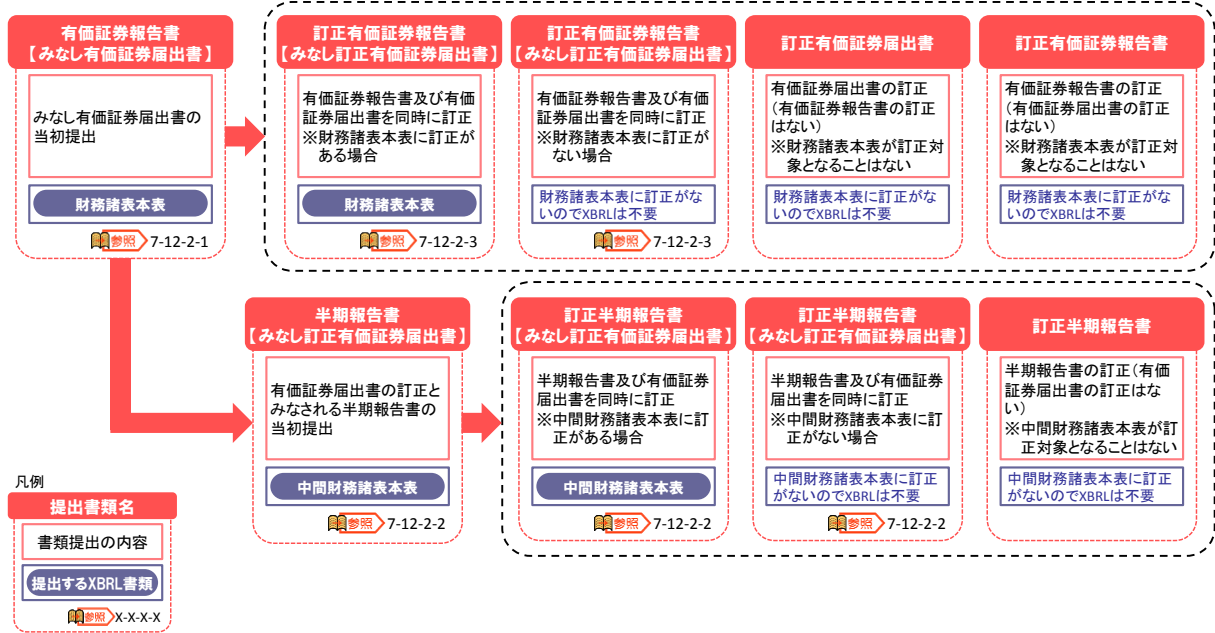 有価証券報告書
【みなし有価証券届出書】
みなし有価証券届出書の
当初提出
財務諸表本表
参照 7-12-2-1
訂正有価証券報告書
【みなし訂正有価証券届出書】
有価証券報告書及び有価
証券届出書を同時に訂正
※財務諸表本表に訂正が
ある場合
財務諸表本表
参照 7-12-2-3
訂正有価証券報告書
【みなし訂正有価証券届出書】
有価証券報告書及び有価
証券届出書を同時に訂正
※財務諸表本表に訂正が
ない場合
財務諸表本表に訂正がな
いのでXBRLは不要
参照 7-12-2-3
訂正有価証券届出書
有価証券届出書の訂正
（有価証券報告書の訂正
はない）
※財務諸表本表が訂正対
象となることはない
財務諸表本表に訂正がな
いのでXBRLは不要
訂正有価証券報告書
有価証券報告書の訂正
（有価証券届出書の訂正
はない）
※財務諸表本表が訂正対
象となることはない
財務諸表本表に訂正がな
いのでXBRLは不要
半期報告書
【みなし訂正有価証券届出書】
有価証券届出書の訂正と
みなされる半期報告書の
当初提出
中間財務諸表本表
参照 7-12-2-2
訂正半期報告書
【みなし訂正有価証券届出書】
半期報告書及び有価証券
届出書を同時に訂正
※中間財務諸表本表に訂
正がある場合
中間財務諸表本表
参照 7-12-2-2
訂正半期報告書
【みなし訂正有価証券届出書】
半期報告書及び有価証券
届出書を同時に訂正
※中間財務諸表本表に訂
正がない場合
中間財務諸表本表に訂正
がないのでXBRLは不要
参照 7-12-2-2
訂正半期報告書
半期報告書の訂正（有価
証券届出書の訂正はな
い）
※中間財務諸表本表が訂
正対象となることはない
中間財務諸表本表に訂正
がないのでXBRLは不要
凡例
提出書類名
書類提出の内容
提出するXBRL書類
参照 X-X-X-X